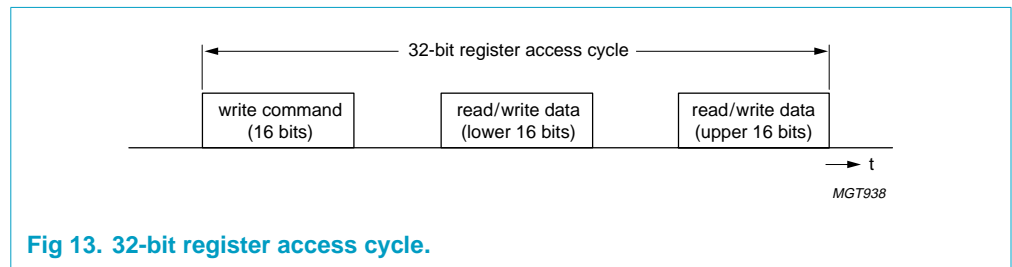 32-bit register access cycle
write command
(16 bits)
read/write data
(lower 16 bits)
read/write data
(upper 16 bits)
t
MGT938
Fig 13. 32-bit register access cycle.